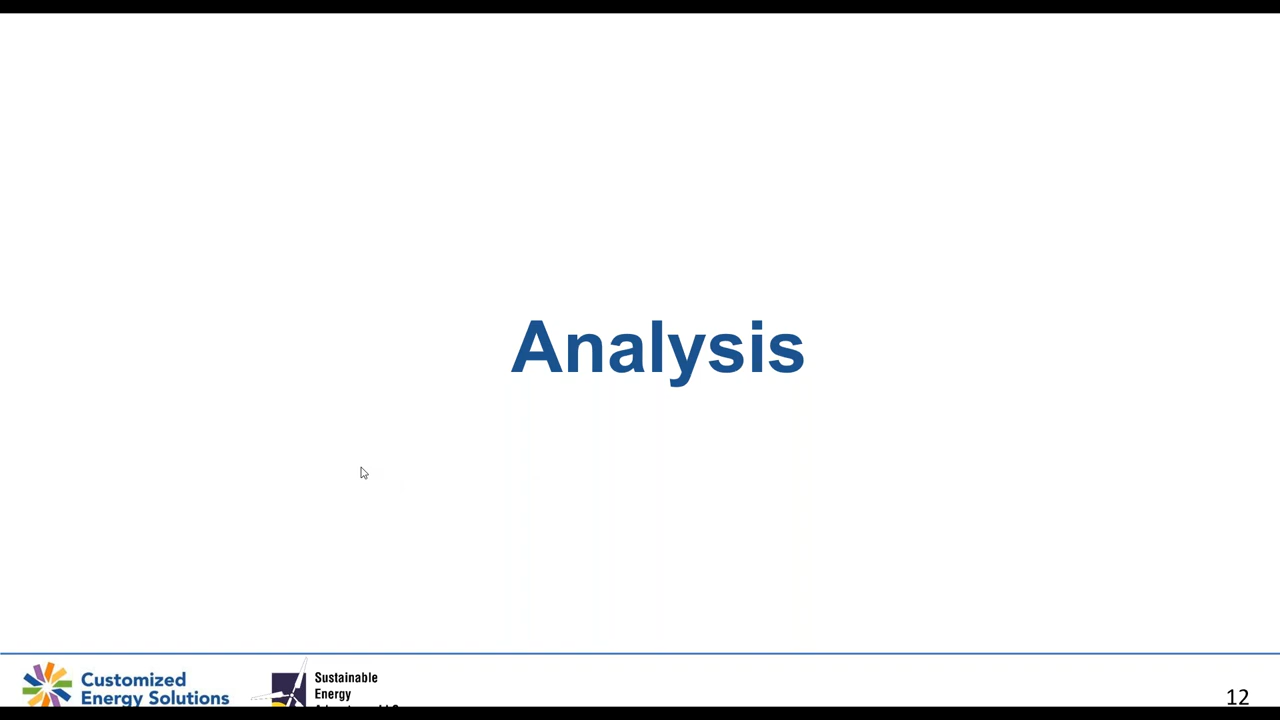 Analysis
Customized
Energy Solutions
Sustainable
Energy
12